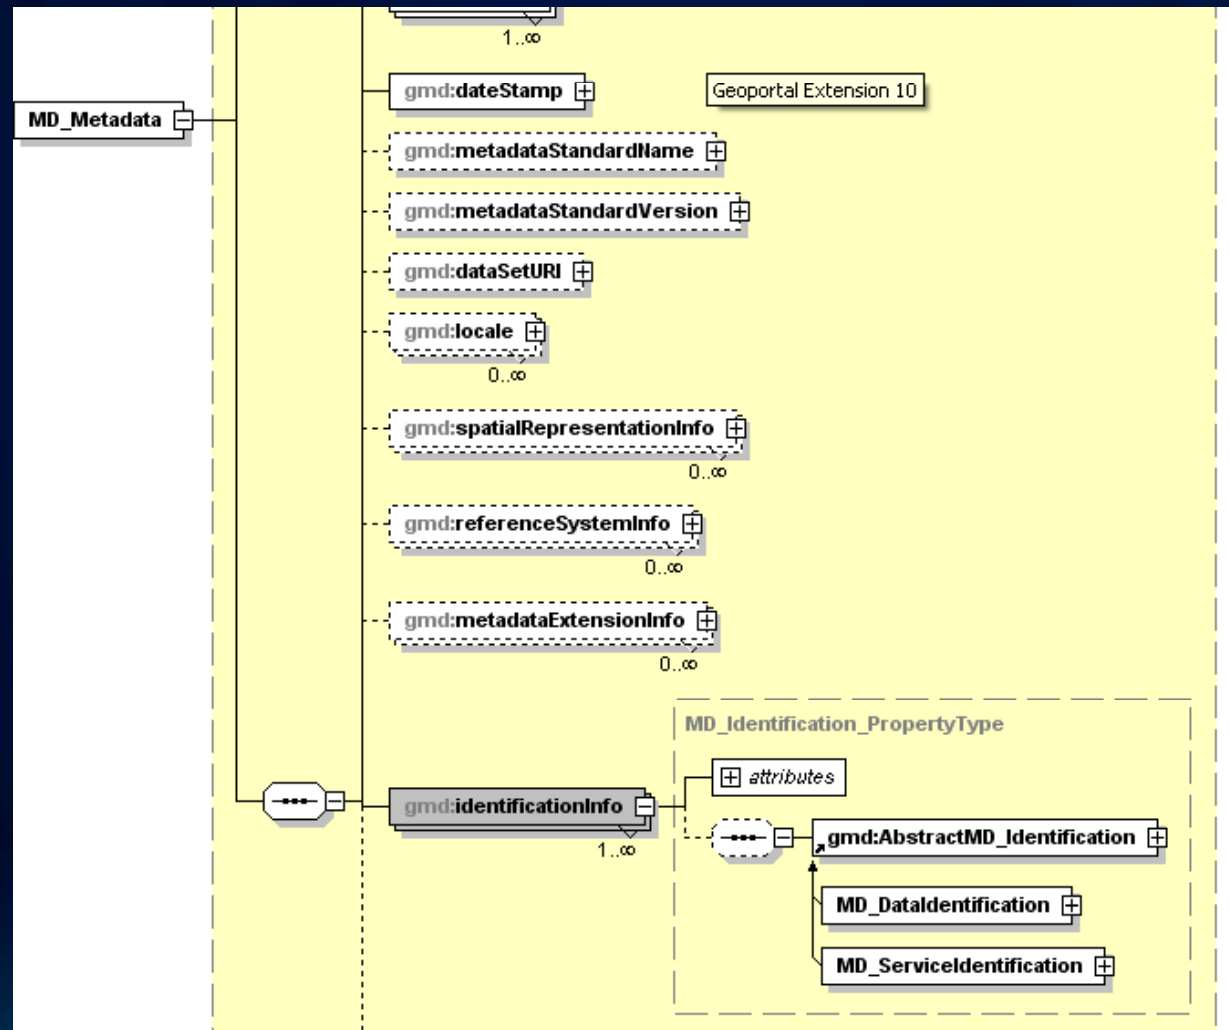 1..∞
gmd:dateStamp
Geoportal Extension 10
MD_Metadata
gmd:metadataStandardName
gmd:metadataStandardVersion
gmd:dataSetURI
gmd:locale
0..∞
gmd:spatialRepresentationInfo
0..∞
gmd:referenceSystemInfo
0..∞
gmd:metadataExtensionInfo
0..∞
MD_Identification_PropertyType
attributes
gmd:identificationInfo
1..∞
gmd:AbstractMD_Identification
MD_DataIdentification
MD_ServiceIdentification